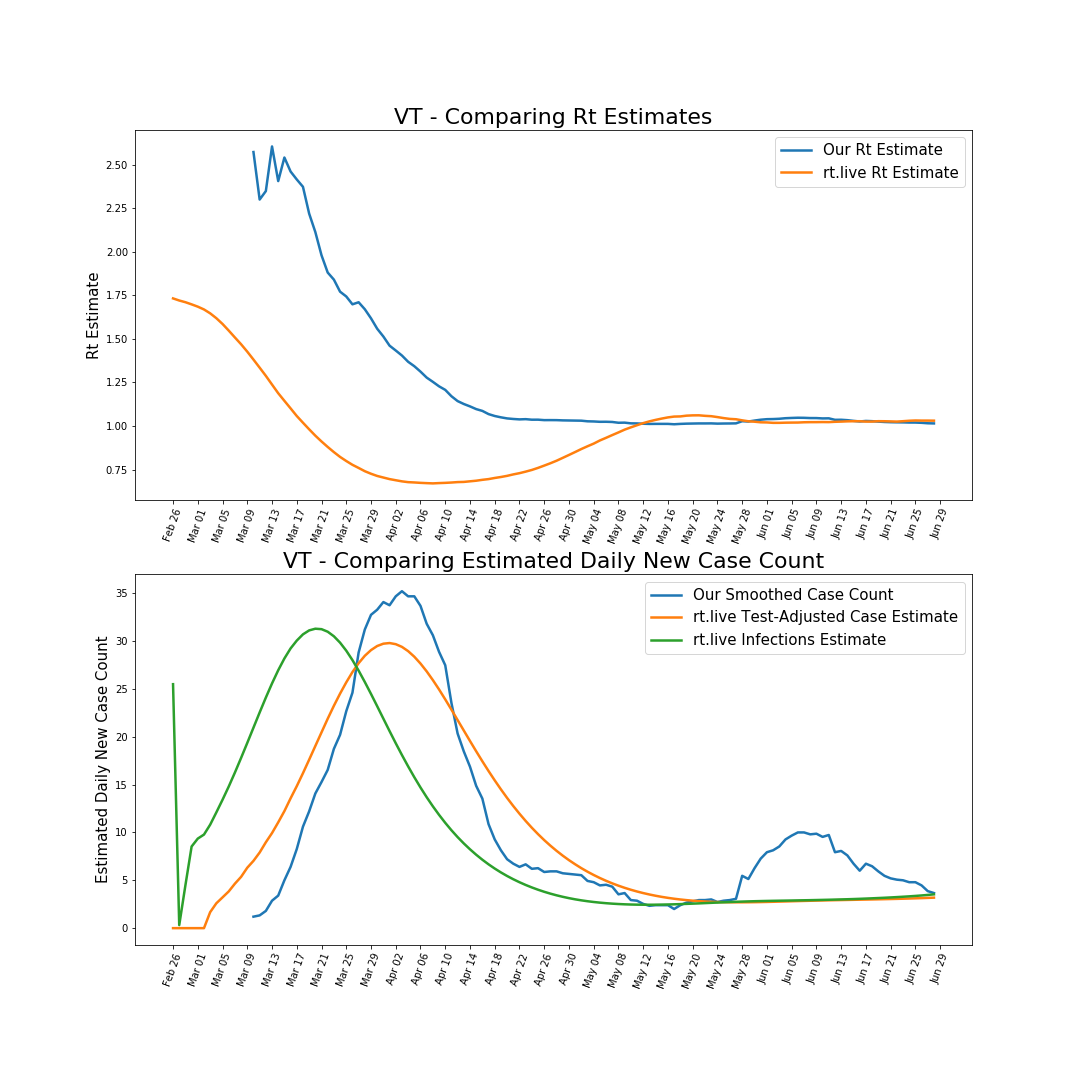 VT - Comparing Rt Estimates
Our Rt Estimate
rt.live Rt Estimate
Rt Estimate
2.50
2.25
2.00
1.75
1.50
1.25
1.00
0.75
Feb 26 Mar 01 Mar 05 Mar 09 Mar 13 Mar 17 Mar 21 Mar 25 Mar 29 Apr 02 Apr 06 Apr 10 Apr 14 Apr 18 Apr 22 Apr 26 Apr 30 May 04 May 08 May 12 May 16 May 20 May 24 May 28 Jun 01 Jun 05 Jun 09 Jun 13 Jun 17 Jun 21 Jun 25 Jun 29
VT - Comparing Estimated Daily New Case Count
Our Smoothed Case Count
rt.live Test-Adjusted Case Estimate
rt.live Infections Estimate
Estimated Daily New Case Count
35
30
25
20
15
10
5
0
Feb 26 Mar 01 Mar 05 Mar 09 Mar 13 Mar 17 Mar 21 Mar 25 Mar 29 Apr 02 Apr 06 Apr 10 Apr 14 Apr 18 Apr 22 Apr 26 Apr 30 May 04 May 08 May 12 May 16 May 20 May 24 May 28 Jun 01 Jun 05 Jun 09 Jun 13 Jun 17 Jun 21 Jun 25 Jun 29